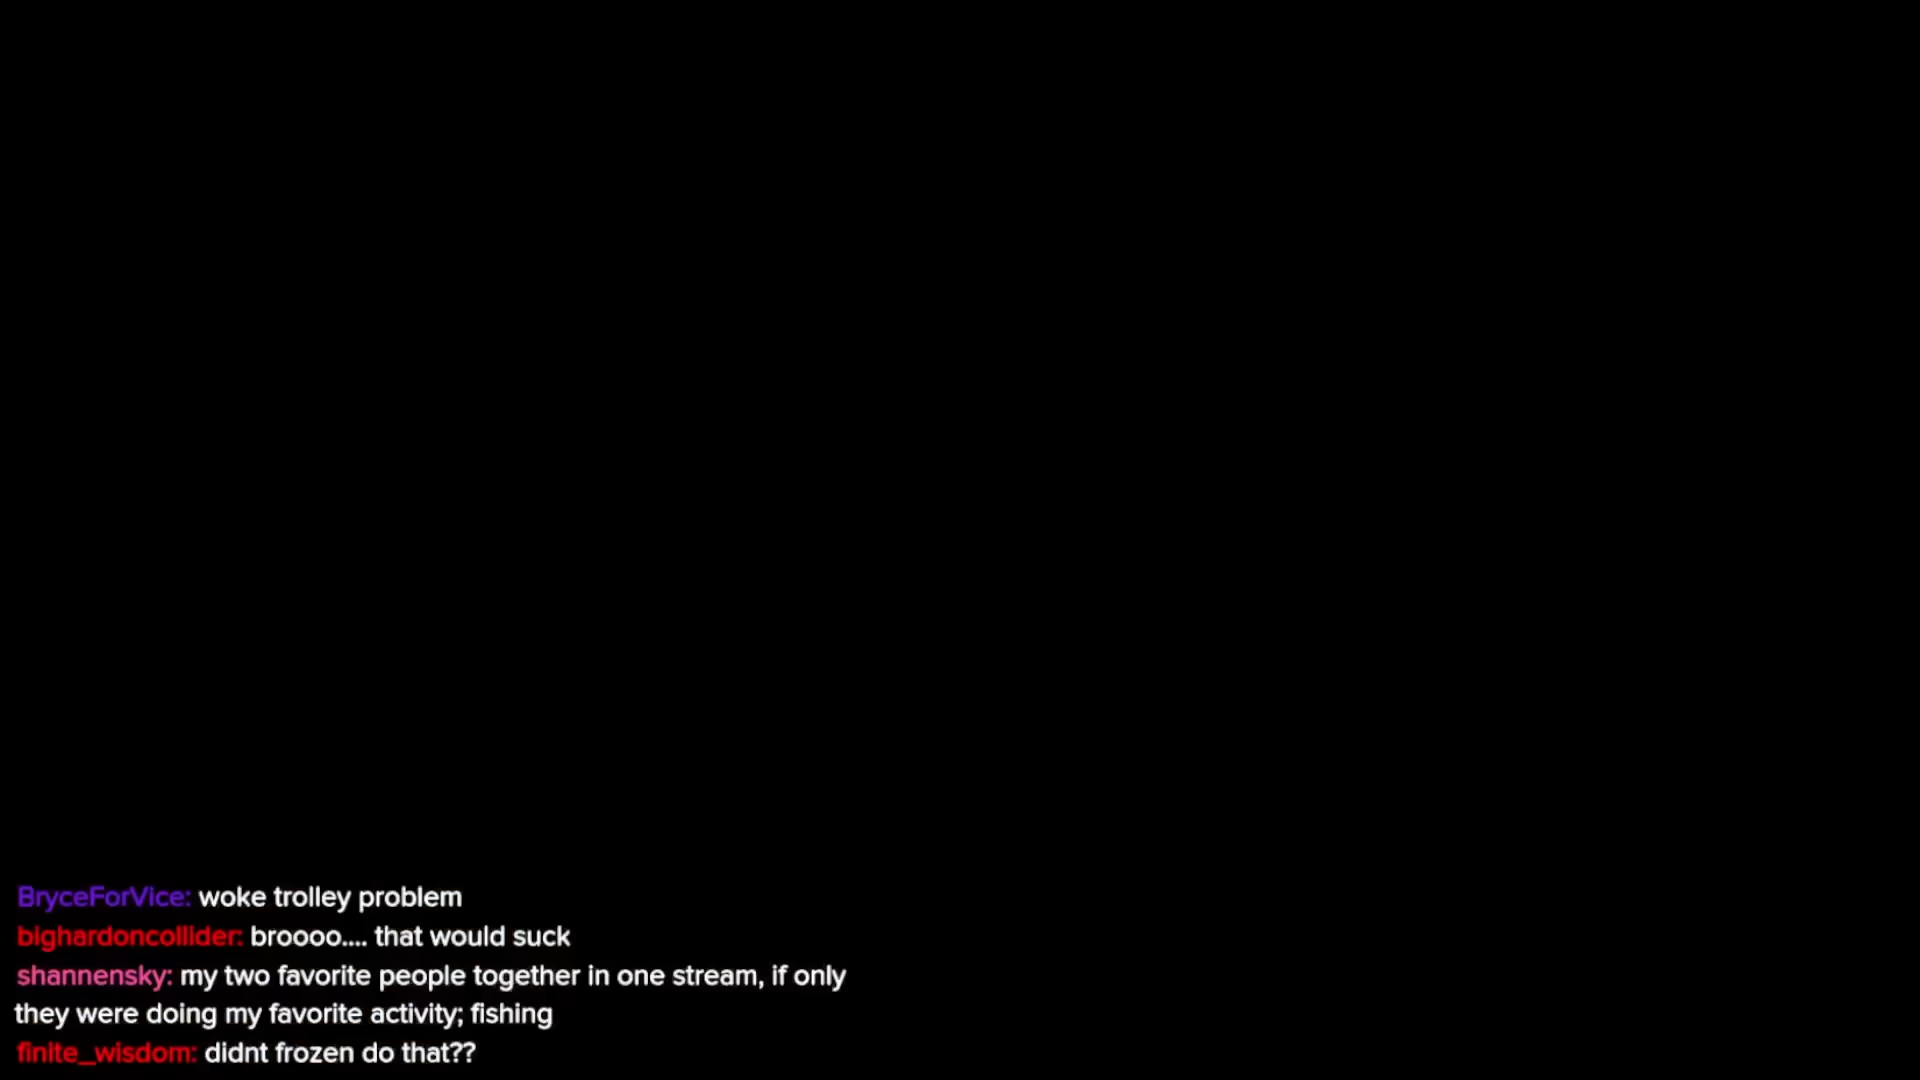 BryceForVice: woke trolley problem
bighardoncollider: broooo.... that would suck
shannensky: my two favorite people together in one stream, if only
they were doing my favorite activity; fishing
finite_wisdom: didnt frozen do that??